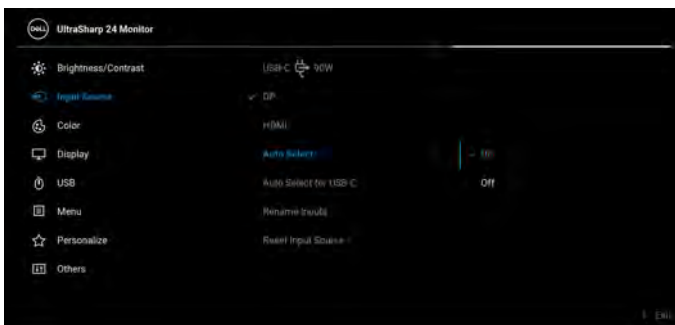 DELL UltraSharp 24 Monitor
Brightness/Contrast
USB-C 90W
Input Source
DP
Color
HDMI
Display
Auto Select
On
USB
Auto Select for USB-C
Off
Menu
Rename Inputs
Personalize
Reset Input Source
Others
Exit